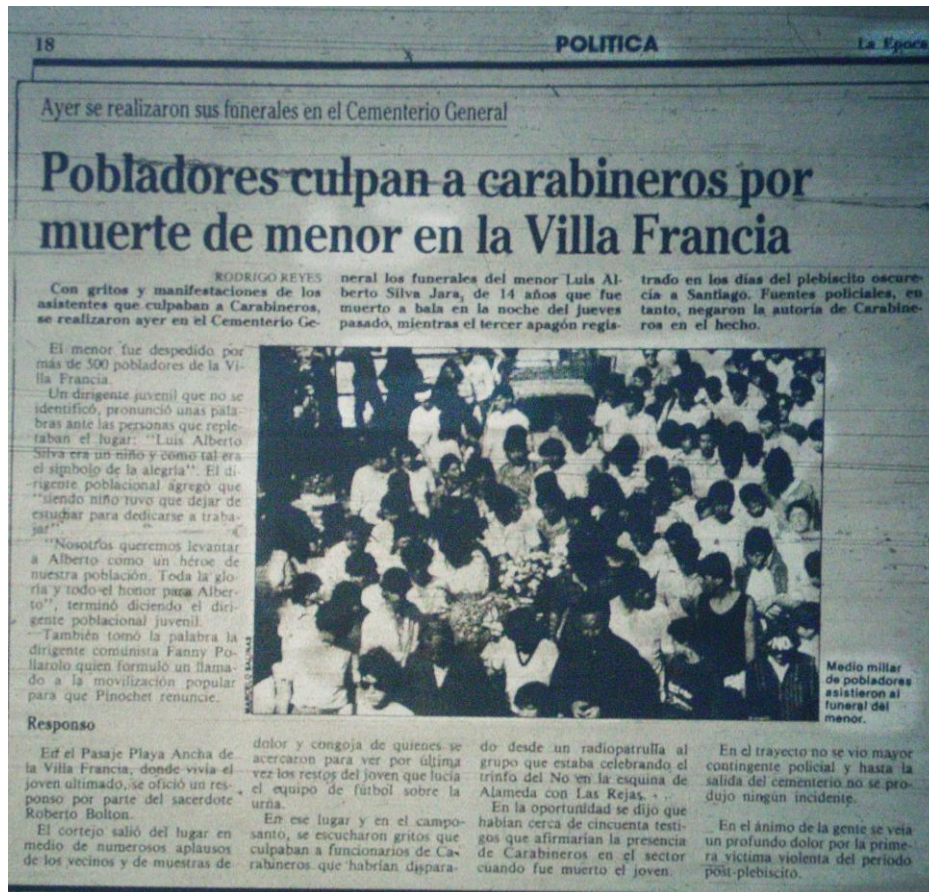 18
POLITICA
La Epoca
Ayer se realizaron sus funerales en el Cementerio General
Pobladores culpan a carabineros por
muerte de menor en la Villa Francia
RODRIGO REYES
Con gritos y manifestaciones de los
asistentes que culpaban a Carabineros,
se realizaron ayer en el Cementerio Ge-
neral los funerales del menor Luis Al-
berto Silva Jara, de 14 años que fue
muerto a bala en la noche del jueves
pasado, mientras el tercer apagón regis-
trado en los días del plebiscito oscure-
cía a Santiago. Fuentes policiales, en
tanto, negaron la autoría de Carabine-
ros en el hecho.
El menor fue despedido por
más de 500 pobladores de la Vi-
lla Francia.
Un dirigente juvenil que no se
identificó, pronunció unas pala-
bras ante las personas que reple-
taban el lugar: "Luis Alberto
Silva era un niño y como tal era
el símbolo de la alegría". El di-
rigente poblacional agregó que
"siendo niño tuvo que dejar de
estudiar para dedicarse a traba-
jar"
"Nosotros queremos levantar
a Alberto como un héroe de
nuestra población. Toda la glo-
ria y todo el honor para Alber-
to", terminó diciendo el diri-
gente poblacional juvenil.
También tomó la palabra la
dirigente comunista Fanny Po-
llarolo quien formuló un llama-
do a la movilización popular
para que Pinochet renuncie.
MARCELO SALINAS
Medio millar
de pobladores
asistieron al
funeral del
menor.
Responso
En el Pasaje Playa Ancha de
la Villa Francia, donde vivía el
joven ultimado, se ofició un res-
ponso por parte del sacerdote
Roberto Bolton.
El cortejo salió del lugar en
medio de numerosos aplausos
de los vecinos y de muestras de
dolor y congoja de quienes se
acercaron para ver por última
vez los restos del joven que lucía
el equipo de fútbol sobre la
urna.
En ese lugar y en el campo-
santo, se escucharon gritos que
culpaban a funcionarios de Ca-
rabineros que habrían dispara-
do desde un radiopatrulla al
grupo que estaba celebrando el
trinfo del No en la esquina de
Alameda con Las Rejas.
En la oportunidad se dijo que
habían cerca de cincuenta testi-
gos que afirmarían la presencia
de Carabineros en el sector
cuando fue muerto el joven.
En el trayecto no se vio mayor
contingente policial y hasta la
salida del cementerio no se pro-
dujo ningún incidente.
En el ánimo de la gente se veía
un profundo dolor por la prime-
ra víctima violenta del período
post-plebiscito.